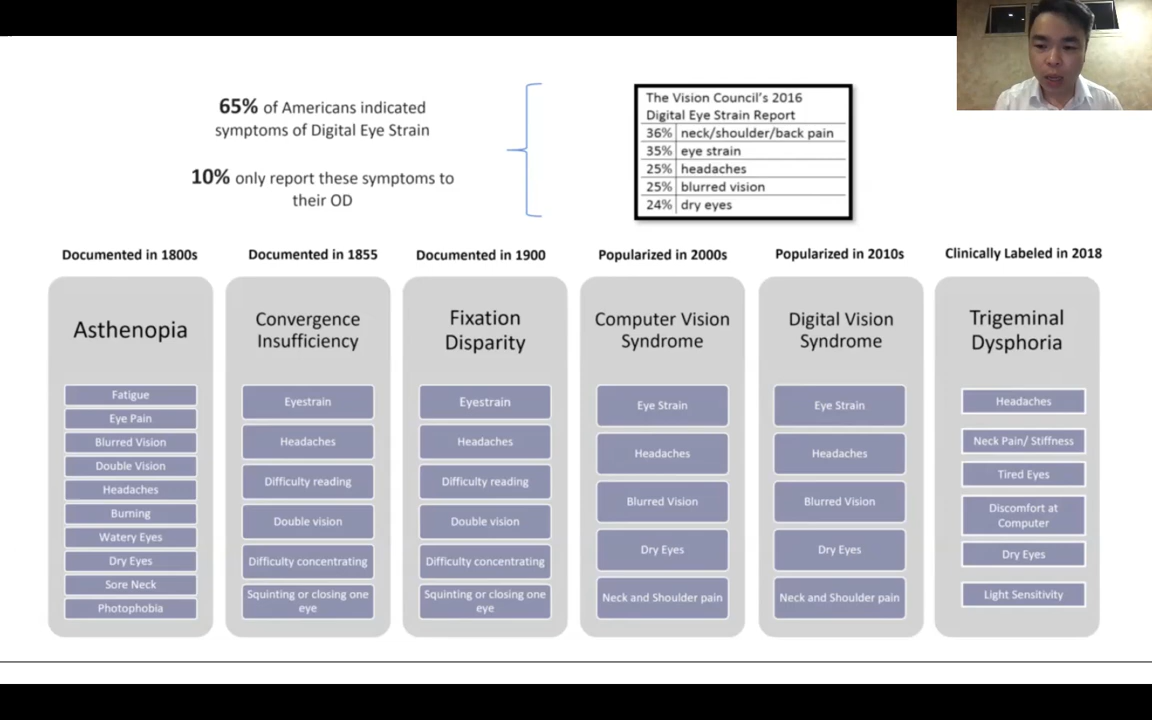 65% of Americans indicated
symptoms of Digital Eye Strain
10% only report these symptoms to
their OD
The Vision Council's 2016
Digital Eye Strain Report
36% neck/shoulder/back pain
35% eye strain
25% headaches
25% blurred vision
24% dry eyes
Documented in 1800s
Asthenopia
Fatigue
Eye Pain
Blurred Vision
Double Vision
Headaches
Burning
Watery Eyes
Dry Eyes
Sore Neck
Photophobia
Documented in 1855
Convergence
Insufficiency
Eyestrain
Headaches
Difficulty reading
Double vision
Difficulty concentrating
Squinting or closing one
eye
Documented in 1900
Fixation
Disparity
Eyestrain
Headaches
Difficulty reading
Double vision
Difficulty concentrating
Squinting or closing one
eye
Popularized in 2000s
Computer Vision
Syndrome
Eye Strain
Headaches
Blurred Vision
Dry Eyes
Neck and Shoulder pain
Popularized in 2010s
Digital Vision
Syndrome
Eye Strain
Headaches
Blurred Vision
Dry Eyes
Neck and Shoulder pain
Clinically Labeled in 2018
Trigeminal
Dysphoria
Headaches
Neck Pain/ Stiffness
Tired Eyes
Discomfort at
Computer
Dry Eyes
Light Sensitivity